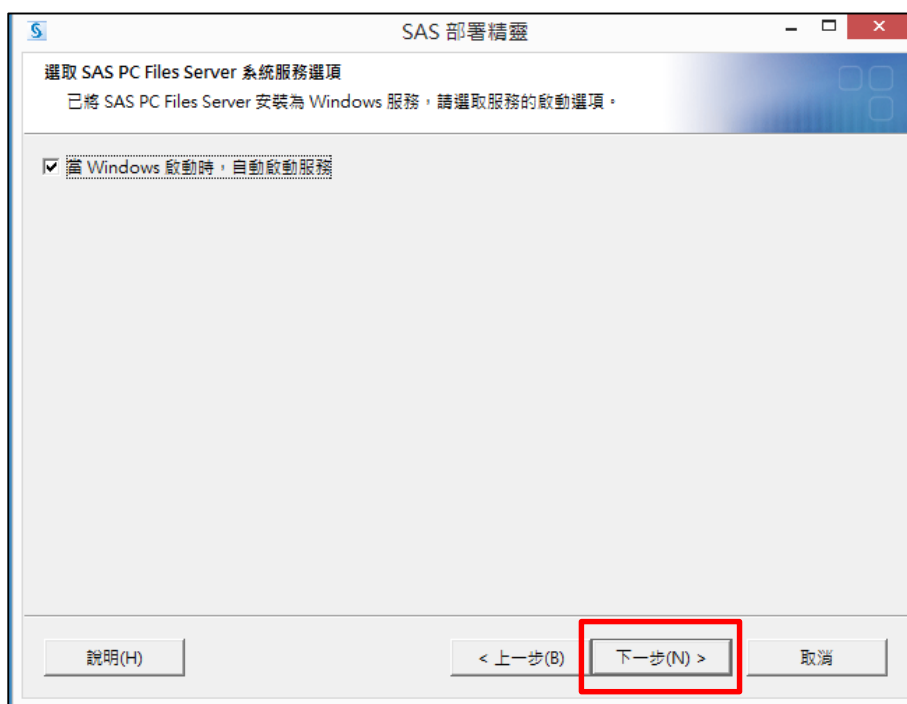 SAS 部署精靈
選取 SAS PC Files Server 系統服務選項
已將 SAS PC Files Server 安裝為 Windows 服務，請選取服務的啟動選項。
當 Windows 啟動時，自動啟動服務
說明(H)
< 上一步(B)
下一步(N) >
取消